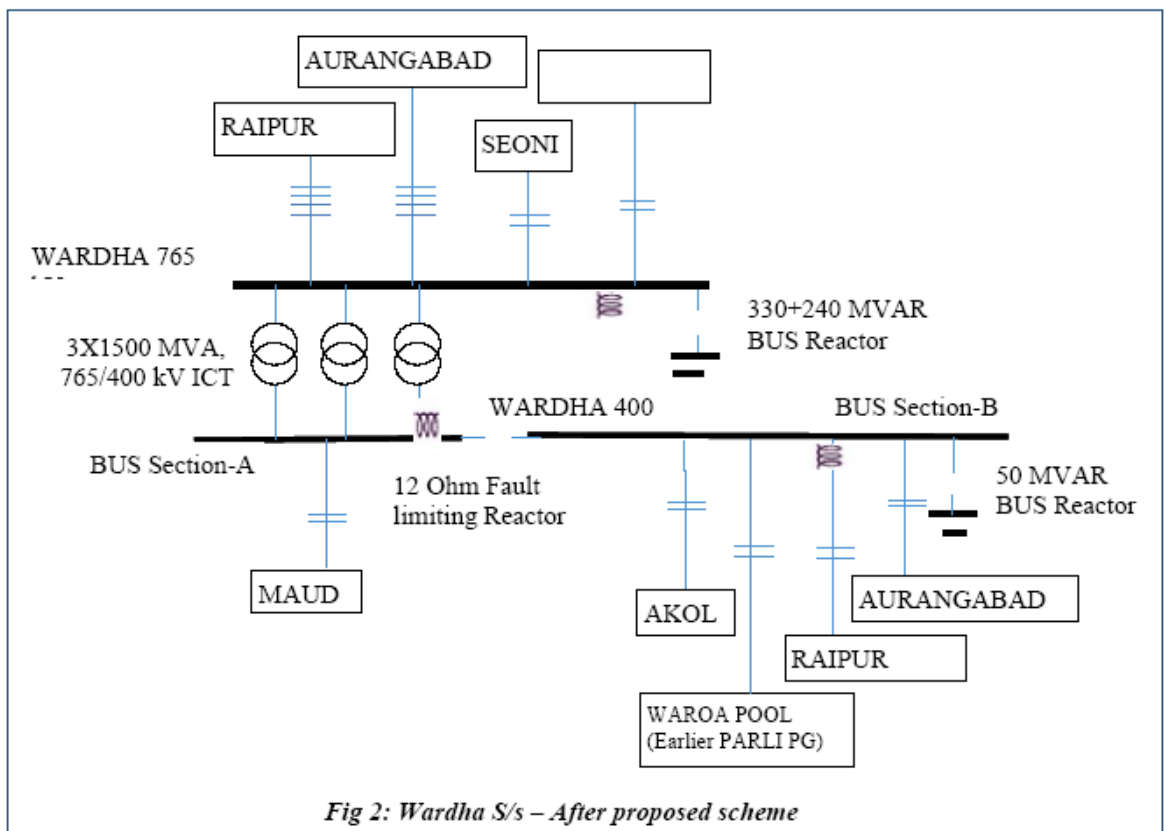 AURANGABAD
RAIPUR
SEONI
WARDHA 765
330+240 MVAR
BUS Reactor
3X1500 MVA,
765/400 kV ICT
WARDHA 400
BUS Section-B
BUS Section-A
12 Ohm Fault
limiting Reactor
50 MVAR
BUS Reactor
MAUD
AKOL
AURANGABAD
RAIPUR
WAROA POOL
(Earlier PARLI PG)
Fig 2: Wardha S/s – After proposed scheme